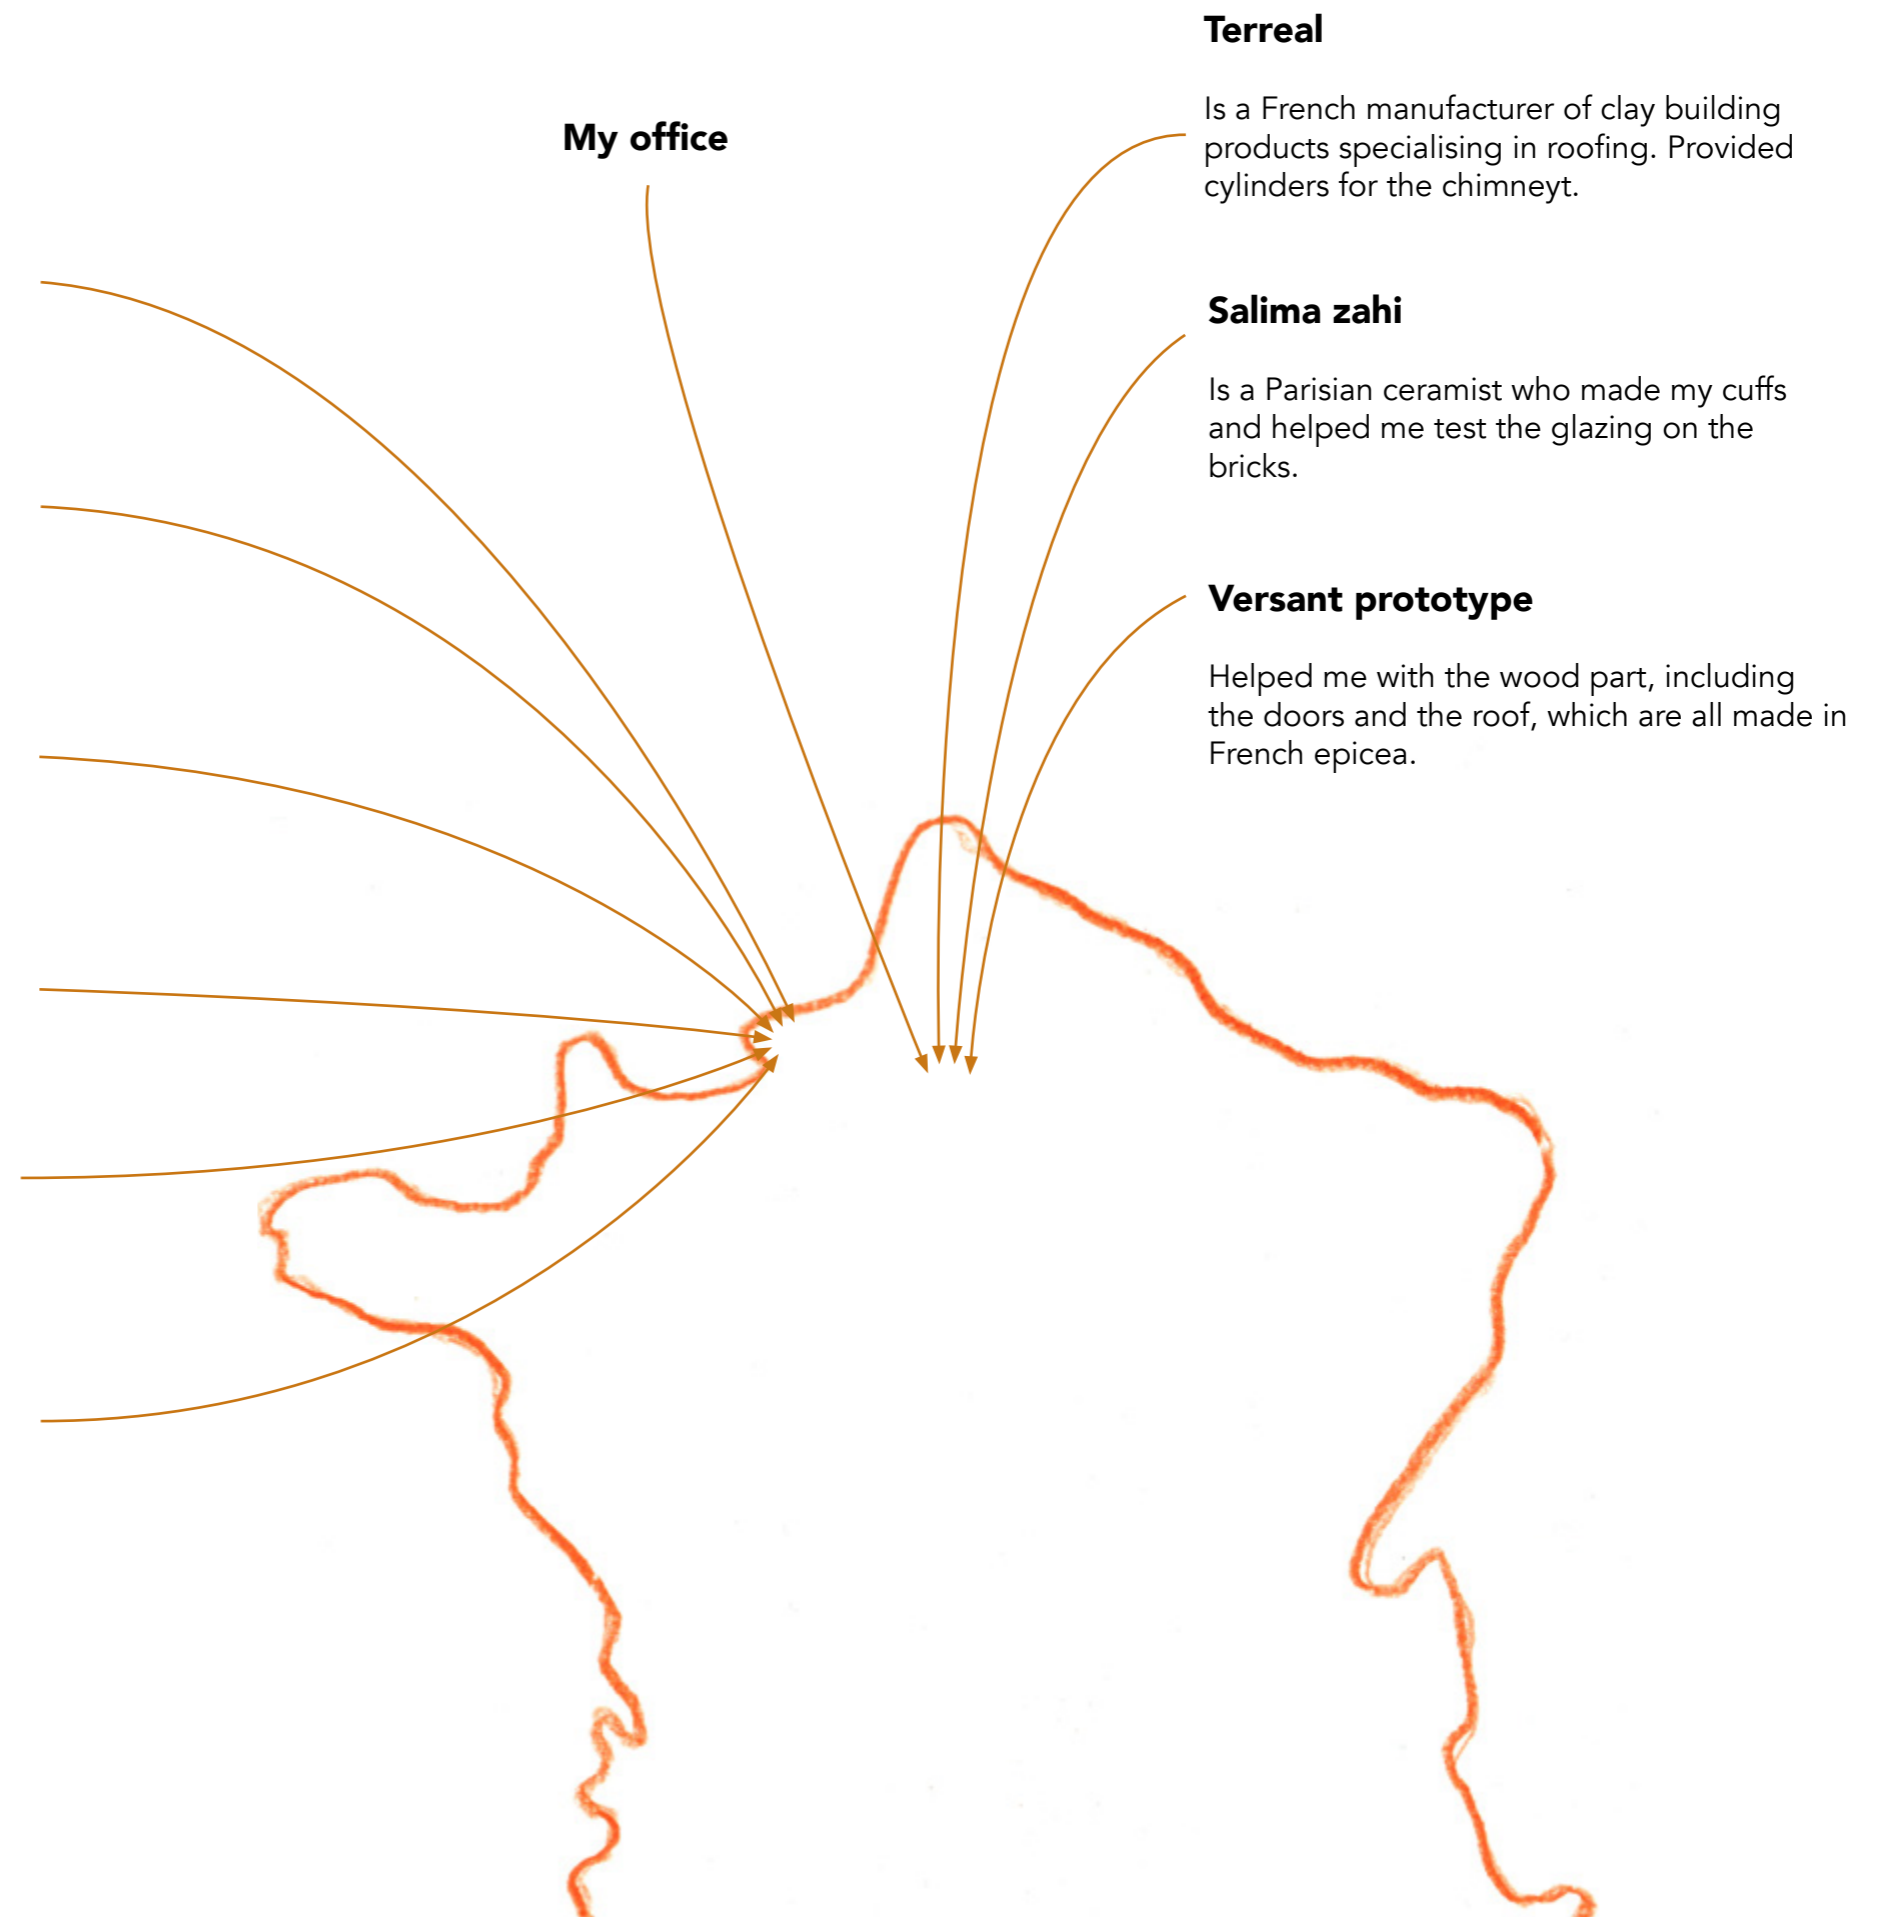 My office
Terreal
Is a French manufacturer of clay building
products specialising in roofing. Provided
cylinders for the chimneyt.
Salima zahi
Is a Parisian ceramist who made my cuffs
and helped me test the glazing on the
bricks.
Versant prototype
Helped me with the wood part, including
the doors and the roof, which are all made in
French epicea.